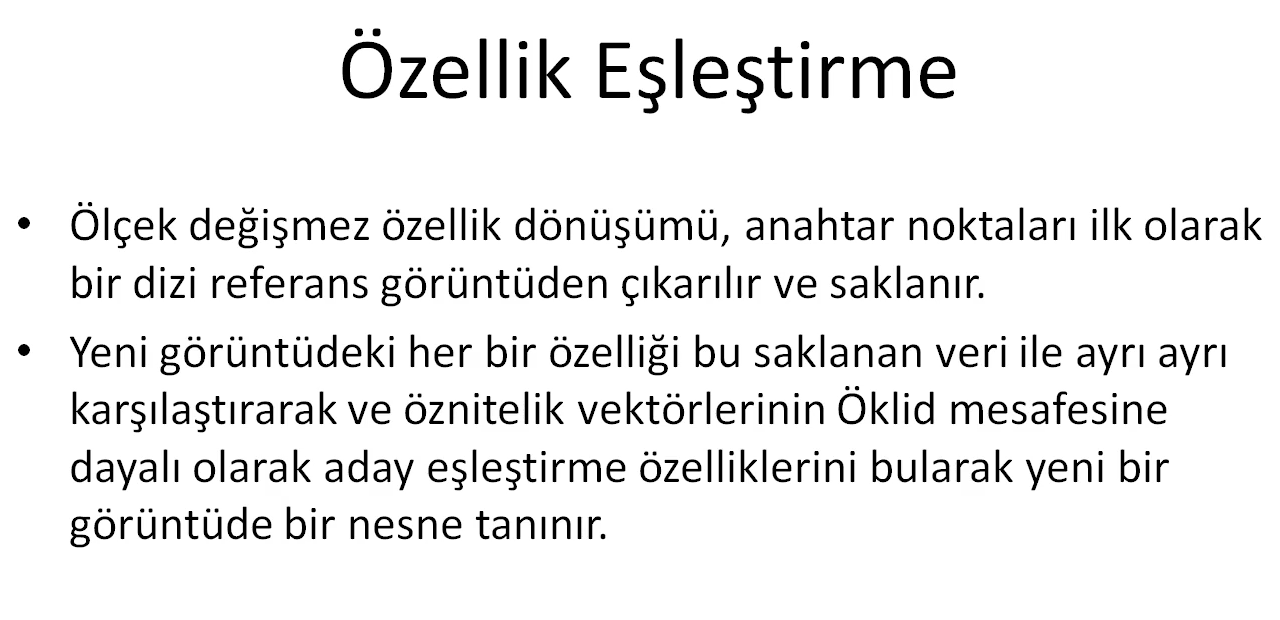 Özellik Eşleştirme
• Ölçek değişmez özellik dönüşümü, anahtar noktaları ilk olarak
bir dizi referans görüntüden çıkarılır ve saklanır.
• Yeni görüntüdeki her bir özelliği bu saklanan veri ile ayrı ayrı
karşılaştırarak ve öznitelik vektörlerinin Öklid mesafesine
dayalı olarak aday eşleştirme özelliklerini bularak yeni bir
görüntüde bir nesne tanınır.